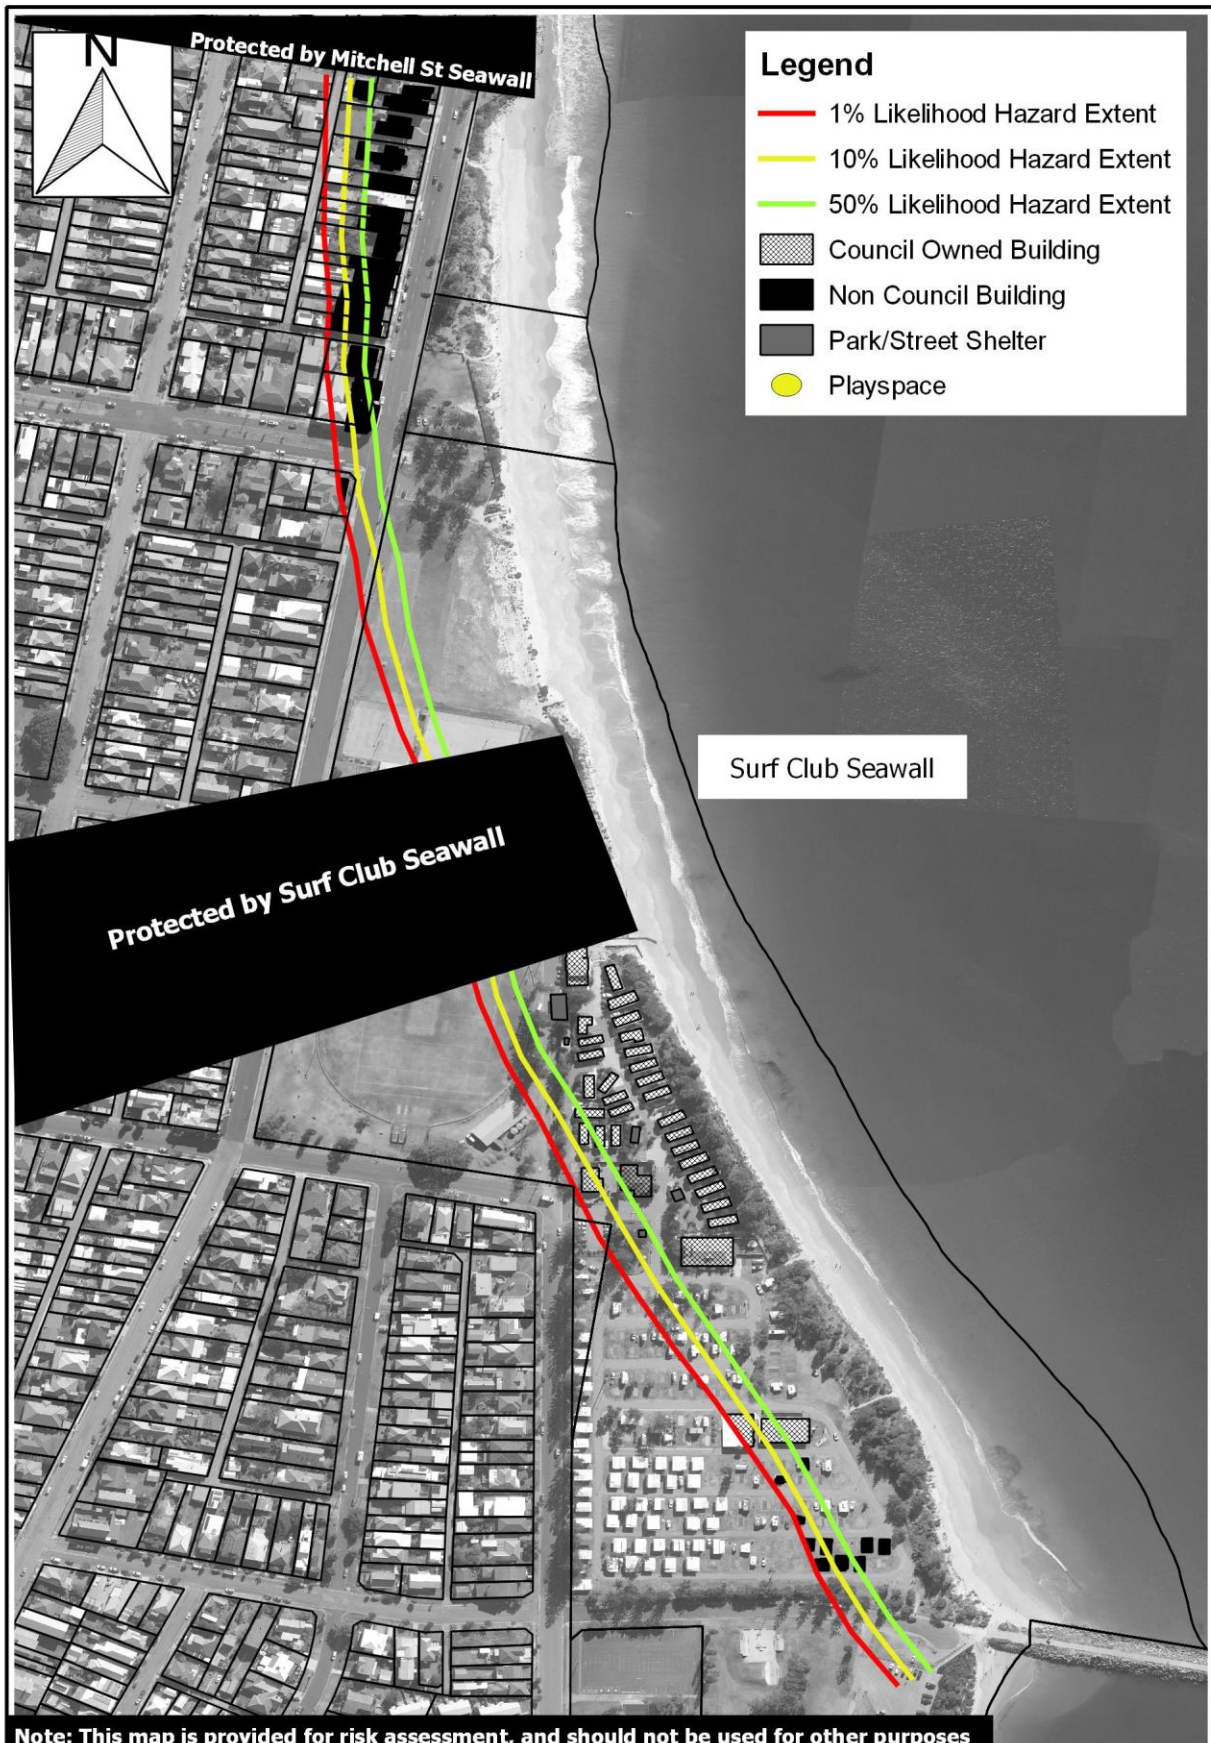 Protected by Mitchell St Seawall
N
Legend
1% Likelihood Hazard Extent
10% Likelihood Hazard Extent
50% Likelihood Hazard Extent
Council Owned Building
Non Council Building
Park/Street Shelter
Playspace
Surf Club Seawall
Protected by Surf Club Seawall
Note: This map is provided for risk assessment, and should not be used for other purposes